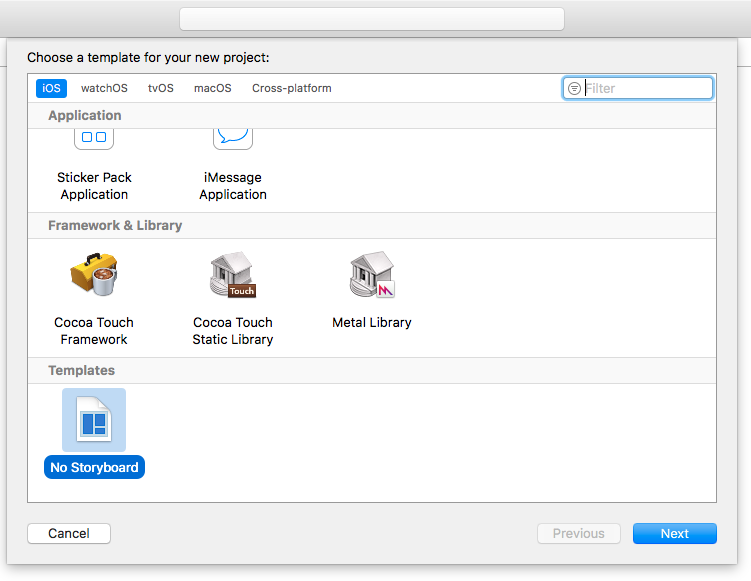 Choose a template for your new project:
iOS watchOS tvOS macOS Cross-platform Filter
Application
Sticker Pack Application
iMessage Application
Framework & Library
Touch
Cocoa Touch Framework
Cocoa Touch Static Library
Metal Library
Templates
No Storyboard
Cancel Previous Next